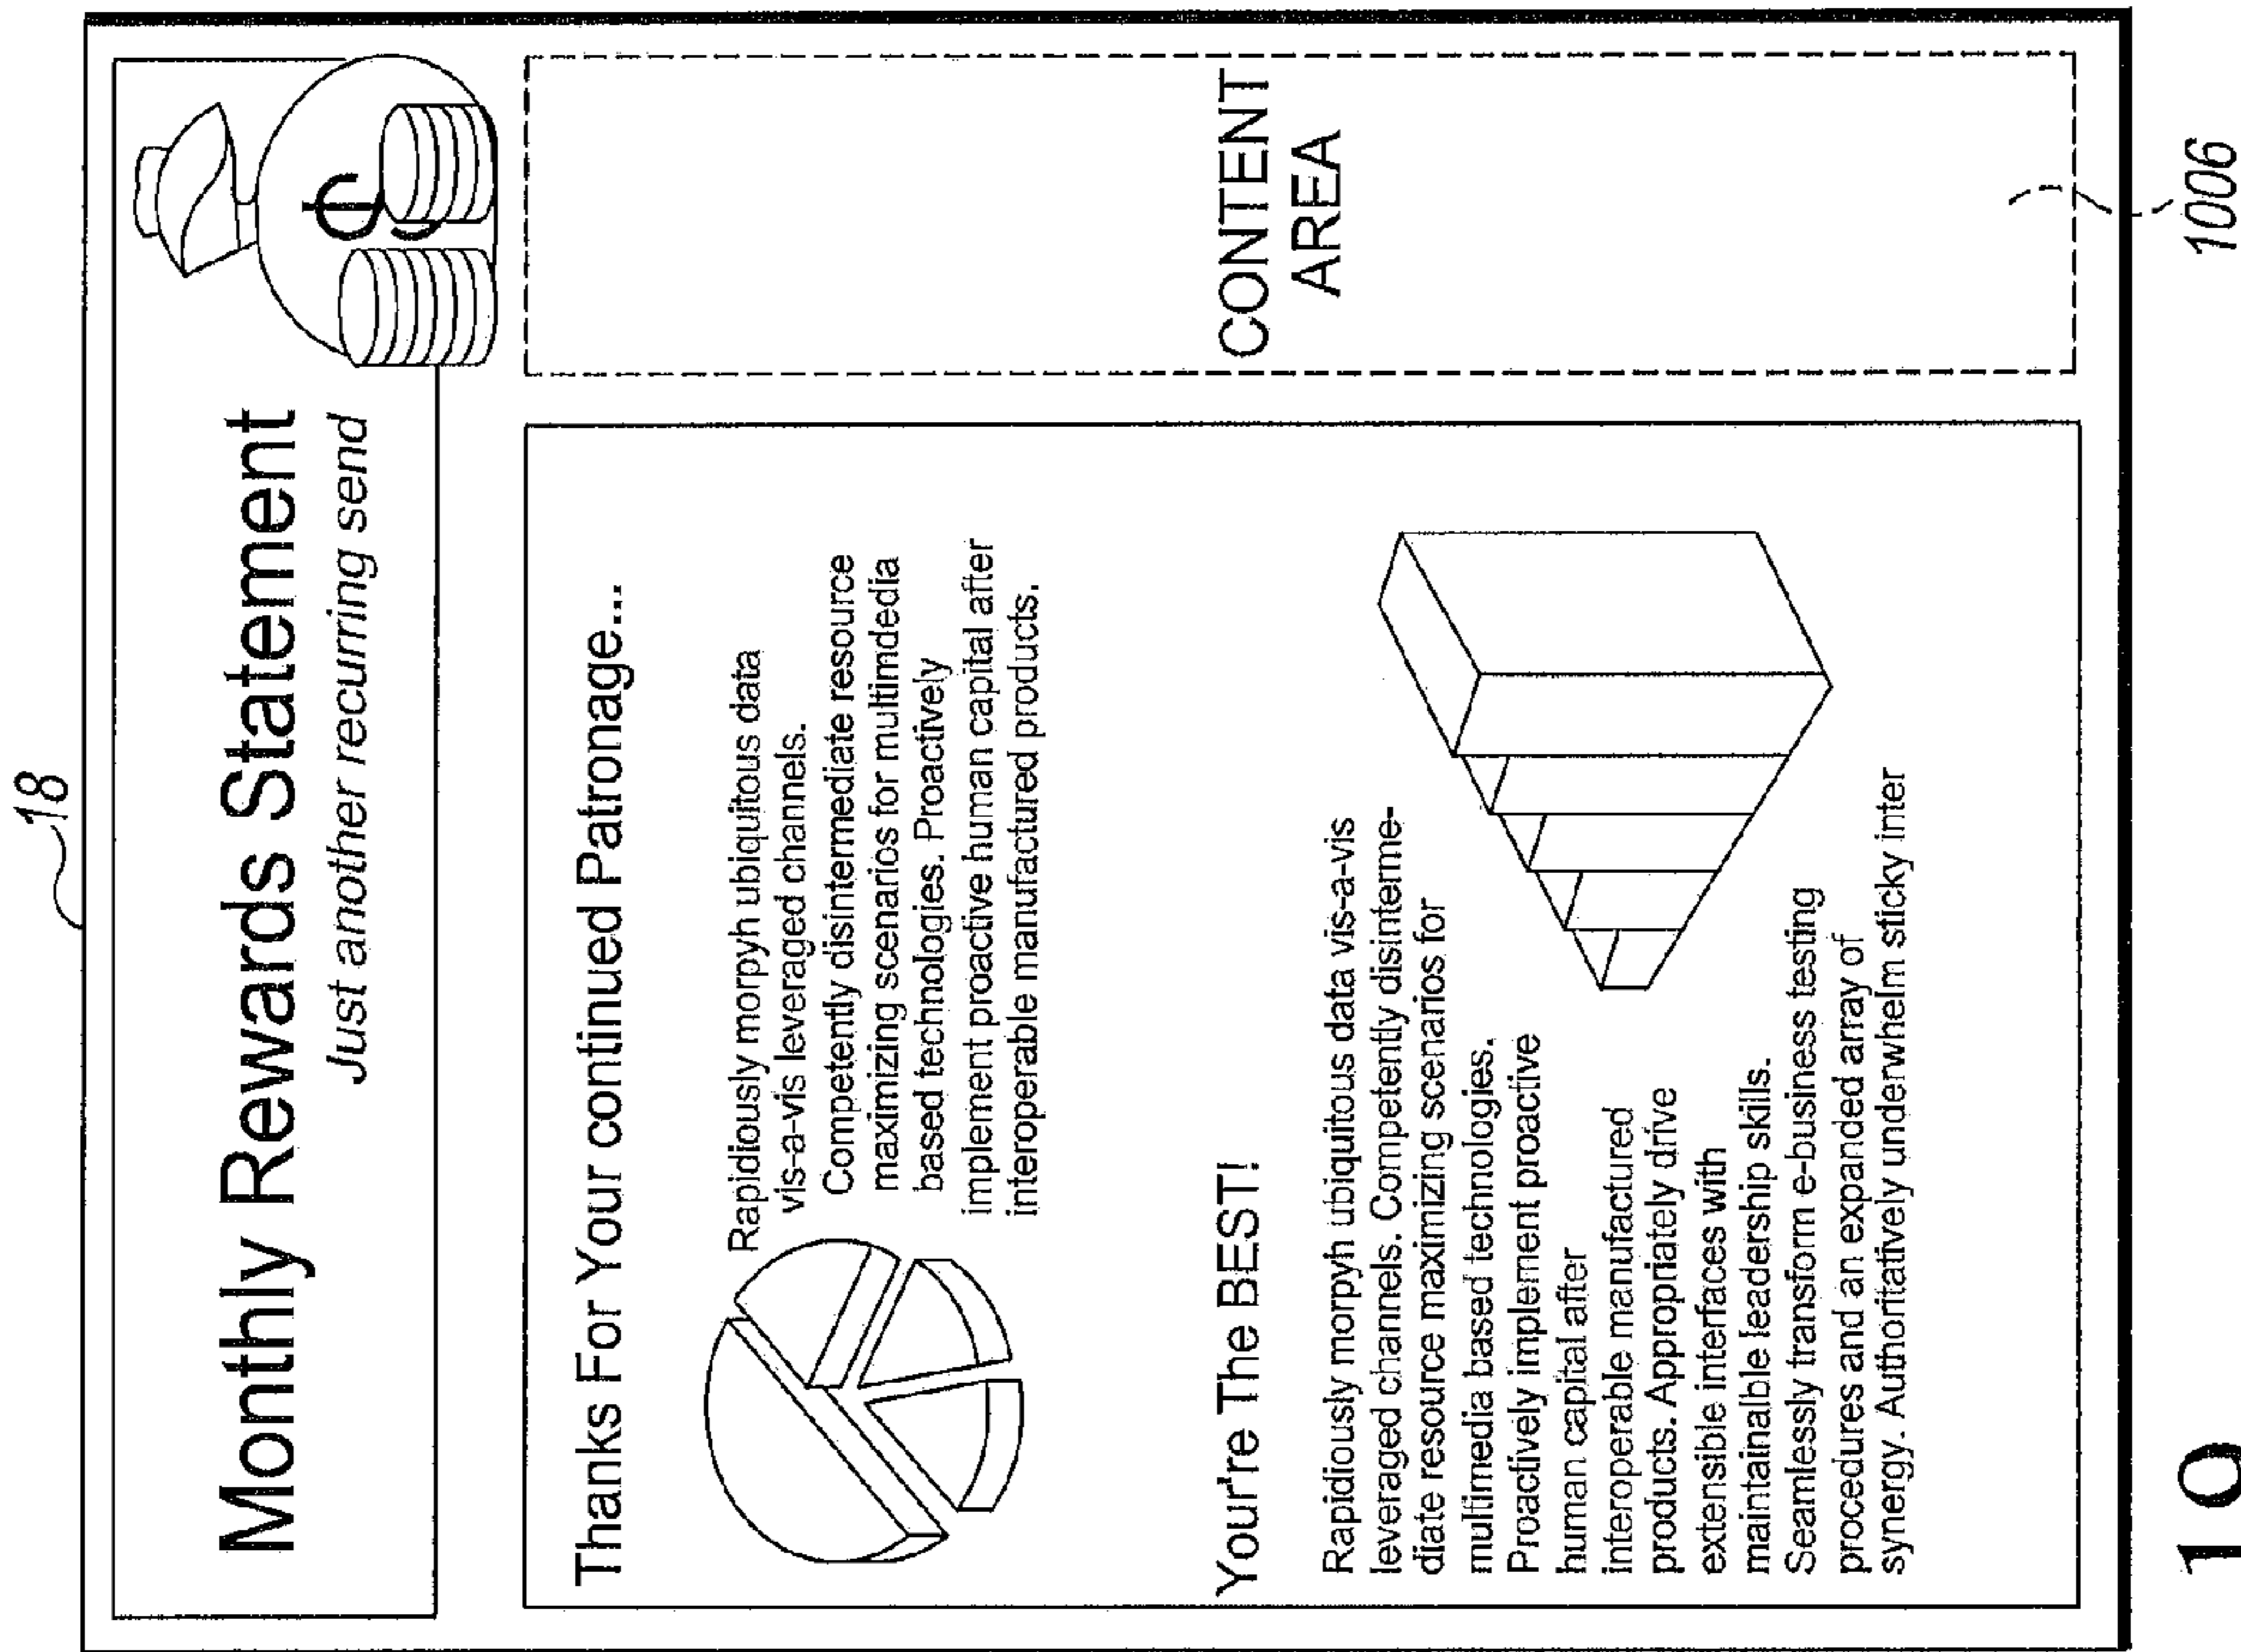 18
Monthly Rewards Statement
Just another recurring send
$
Thanks For Your continued Patronage...
Rapidiously morpyh ubiquitous data
vis-a-vis leveraged channels.
Competently disintermediate resource
maximizing scenarios for multimdedia
based technologies. Proactively
implement proactive human capital after
interoperable manufactured products.
Your're The BEST!
Rapidiously morpyh ubiquitous data vis-a-vis
leveraged channels. Competently disinterme-
diate resource maximizing scenarios for
multimedia based technologies.
Proactively implement proactive
human capital after
interoperable manufactured
products. Appropriately drive
extensible interfaces with
maintainalble leadership skills.
Seamlessly transform e-business testing
procedures and an expanded array of
synergy. Authoritatively underwhelm sticky inter
CONTENT
AREA
1006